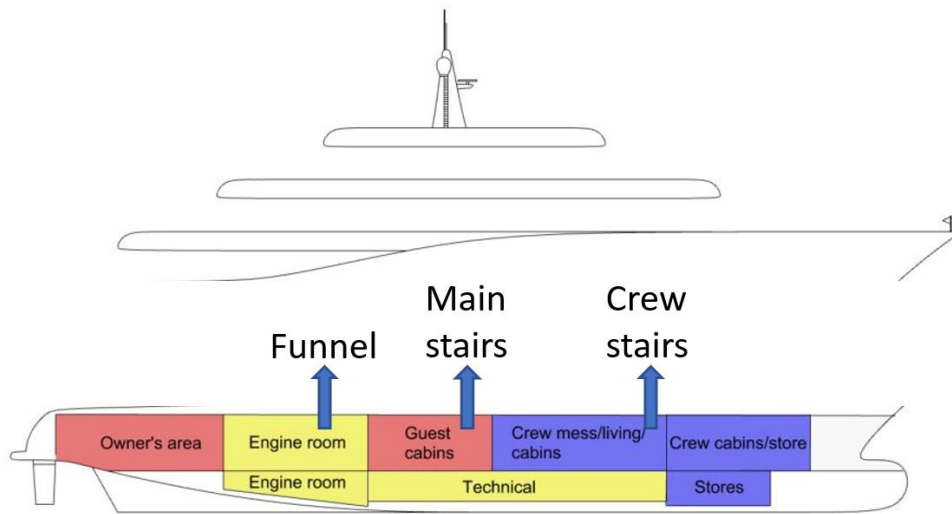 Funnel
Main
stairs
Crew
stairs
Owner's area
Engine room
Guest
cabins
Crew mess/living/
cabins
Crew cabins/store
Engine room
Technical
Stores